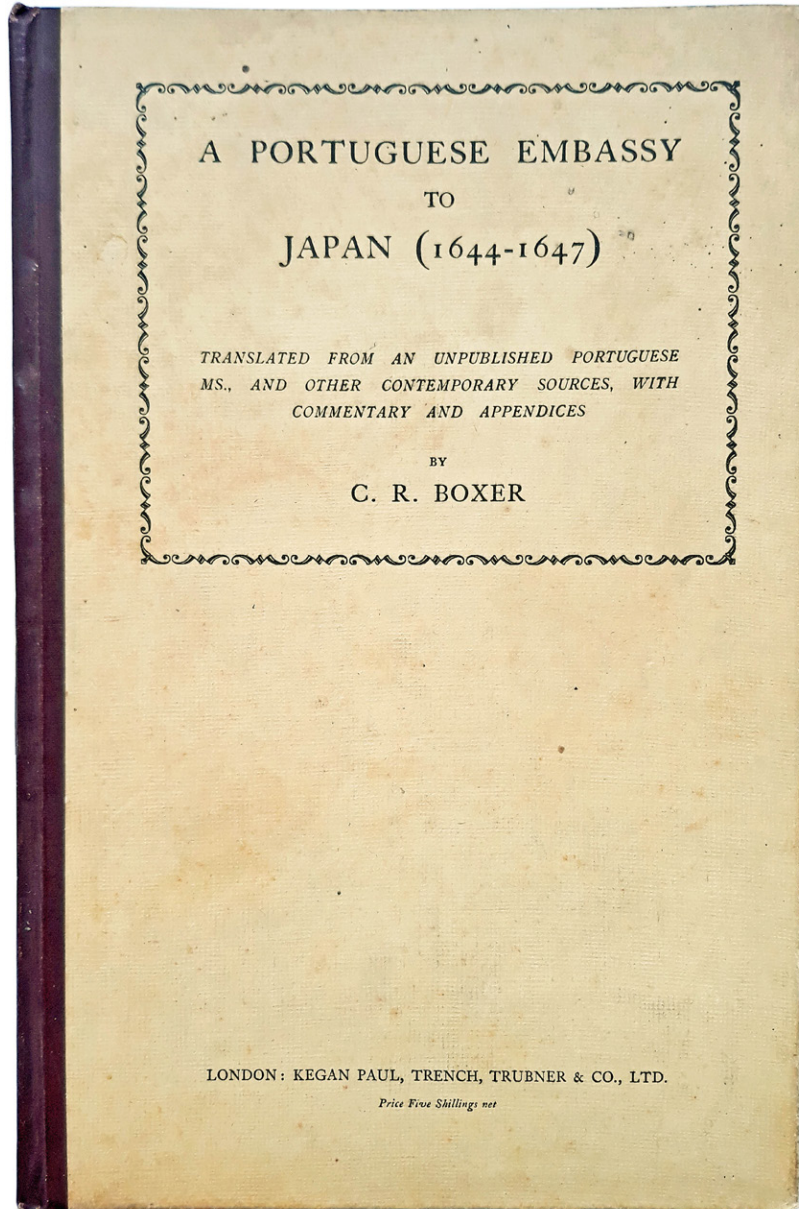 A PORTUGUESE EMBASSY
TO
JAPAN (1644-1647)
TRANSLATED FROM AN UNPUBLISHED PORTUGUESE
MS., AND OTHER CONTEMPORARY SOURCES, WITH
COMMENTARY AND APPENDICES
BY
C. R. BOXER
LONDON: KEGAN PAUL, TRENCH, TRUBNER & CO., LTD.
Price Five Shillings net